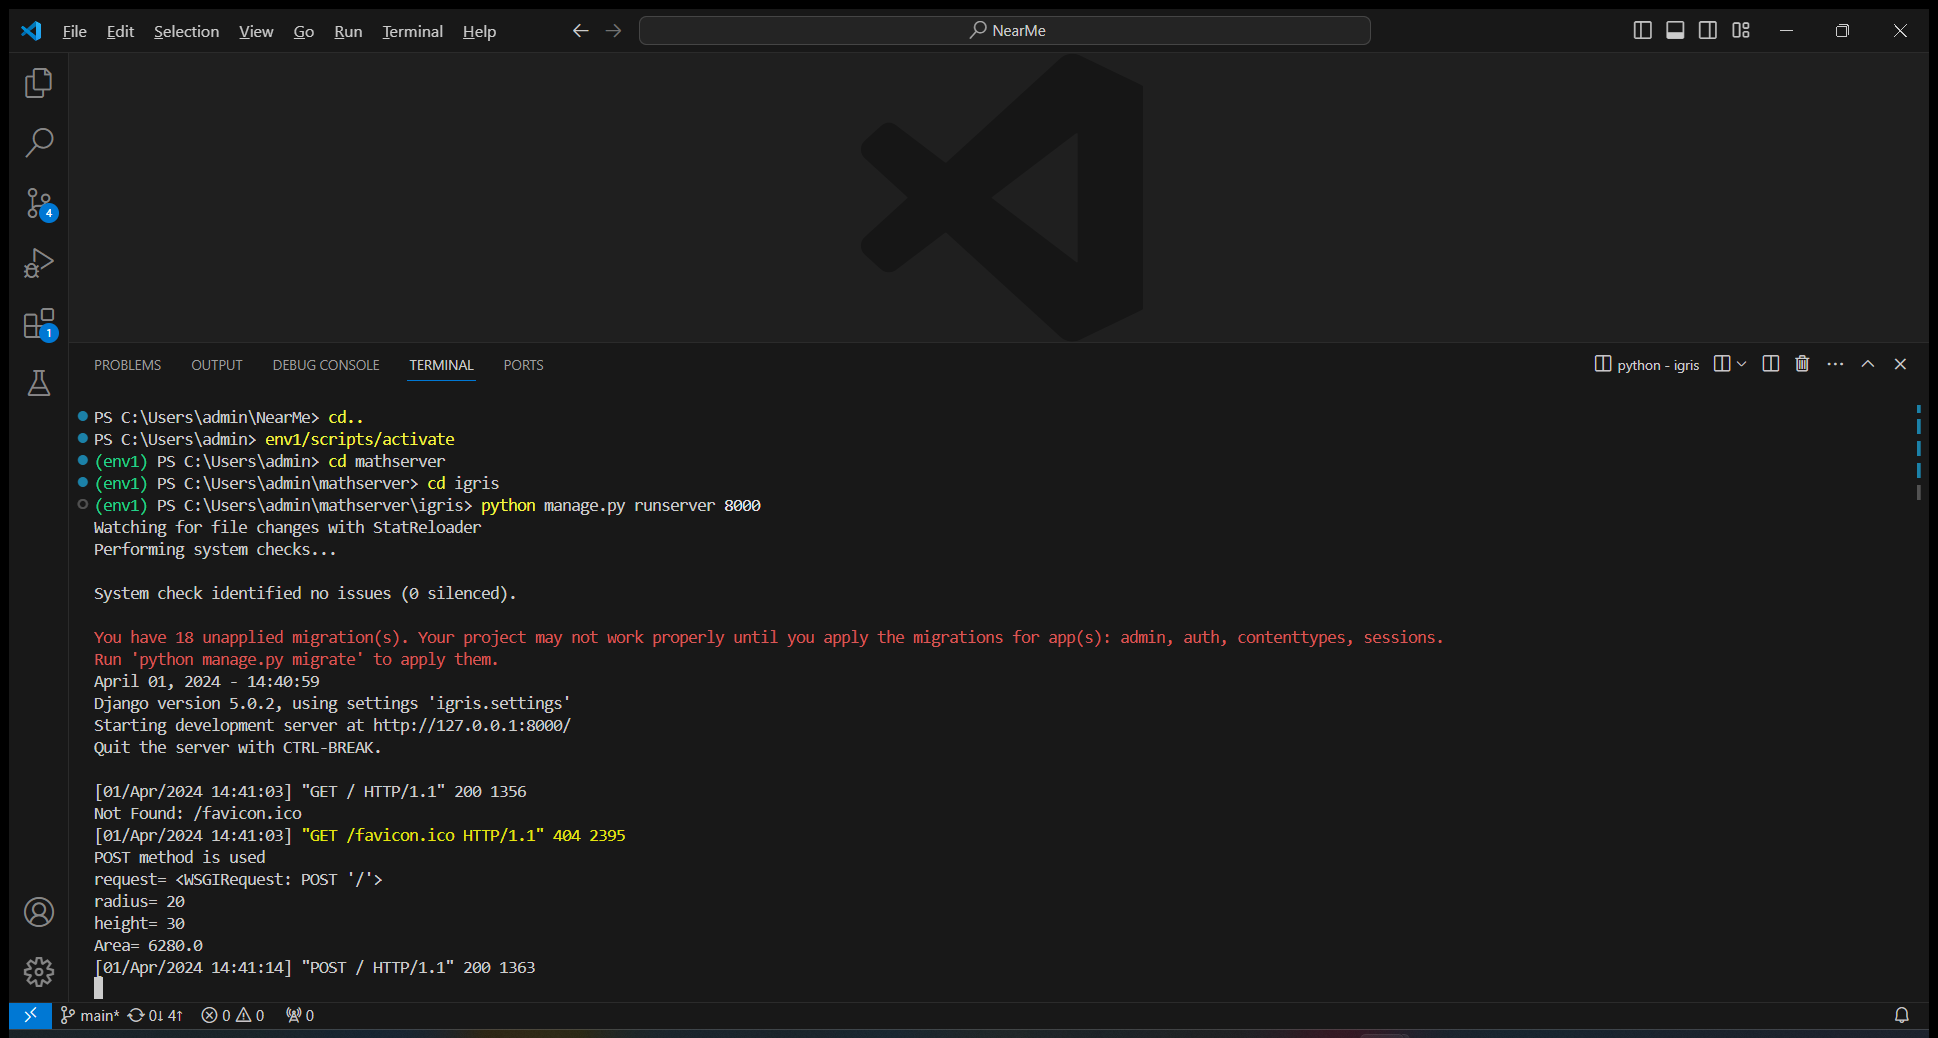 File Edit Selection View Go Run Terminal Help
NearMe
4
1
PROBLEMS OUTPUT DEBUG CONSOLE TERMINAL PORTS
python - igris
PS C:\Users\admin\NearMe> cd..
PS C:\Users\admin> env1/scripts/activate
(env1) PS C:\Users\admin> cd mathserver
(env1) PS C:\Users\admin\mathserver> cd igris
(env1) PS C:\Users\admin\mathserver\igris> python manage.py runserver 8000
Watching for file changes with StatReloader
Performing system checks...
System check identified no issues (0 silenced).
You have 18 unapplied migration(s). Your project may not work properly until you apply the migrations for app(s): admin, auth, contenttypes, sessions.
Run 'python manage.py migrate' to apply them.
April 01, 2024 - 14:40:59
Django version 5.0.2, using settings 'igris.settings'
Starting development server at http://127.0.0.1:8000/
Quit the server with CTRL-BREAK.
[01/Apr/2024 14:41:03] "GET / HTTP/1.1" 200 1356
Not Found: /favicon.ico
[01/Apr/2024 14:41:03] "GET /favicon.ico HTTP/1.1" 404 2395
POST method is used
request= <WSGIRequest: POST '/'>
radius= 20
height= 30
Area= 6280.0
[01/Apr/2024 14:41:14] "POST / HTTP/1.1" 200 1363
main* 0↓ 4↑ 0 0 0